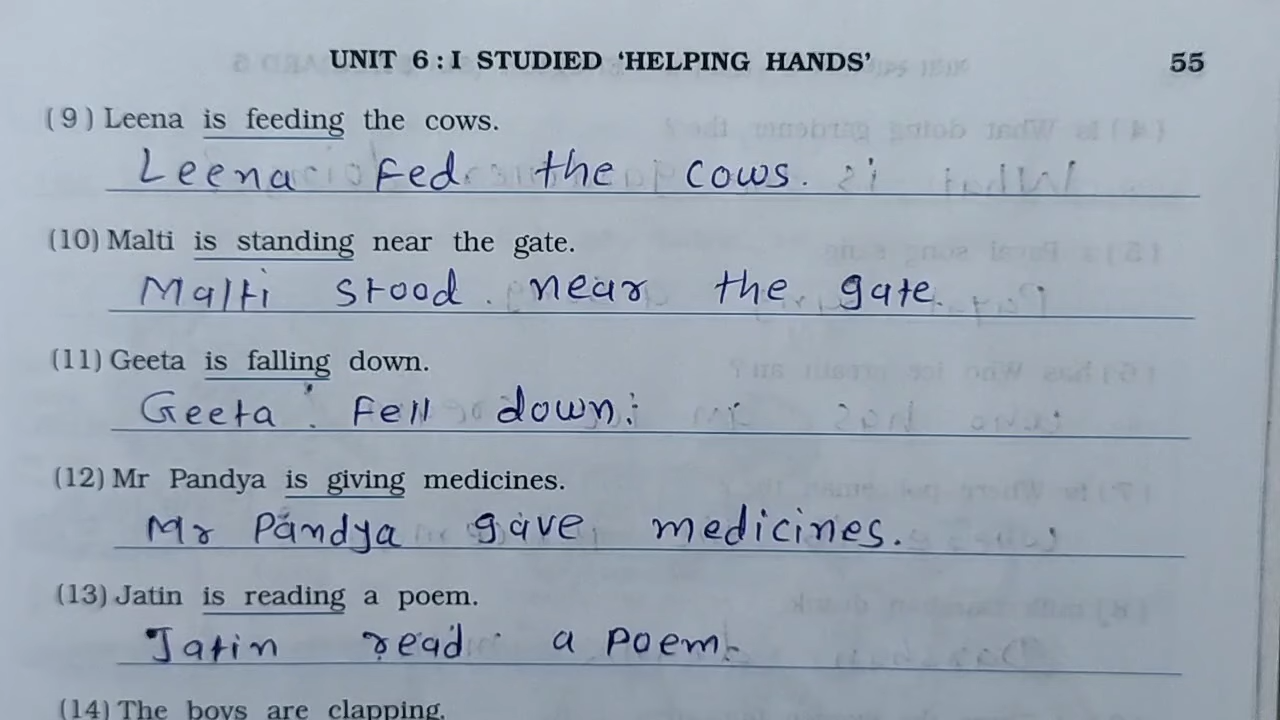 UNIT 6 : I STUDIED ‘HELPING HANDS’ 55
(9) Leena is feeding the cows.
Leena Fed the cows.
(10) Malti is standing near the gate.
Malti stood near the gate.
(11) Geeta is falling down.
Geeta Fell down.
(12) Mr Pandya is giving medicines.
Mr Pandya gave medicines.
(13) Jatin is reading a poem.
Jatin read a poem.
(14) The boys are clapping.